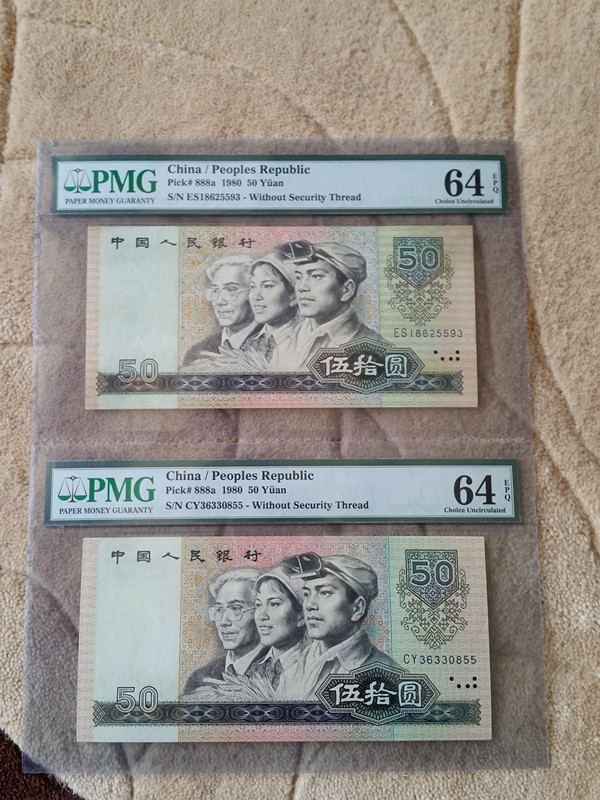 PMG
PAPER MONEY GUARANTY
China / Peoples Republic
Pick# 888a 1980 50 Yüan
S/N ES18625593 - Without Security Thread
64 EPQ
Choice Uncirculated
中国人民银行
50
ES18625593
50
伍拾圆
PMG
PAPER MONEY GUARANTY
China / Peoples Republic
Pick# 888a 1980 50 Yüan
S/N CY36330855 - Without Security Thread
64 EPQ
Choice Uncirculated
中国人民银行
50
CY36330855
50
伍拾圆